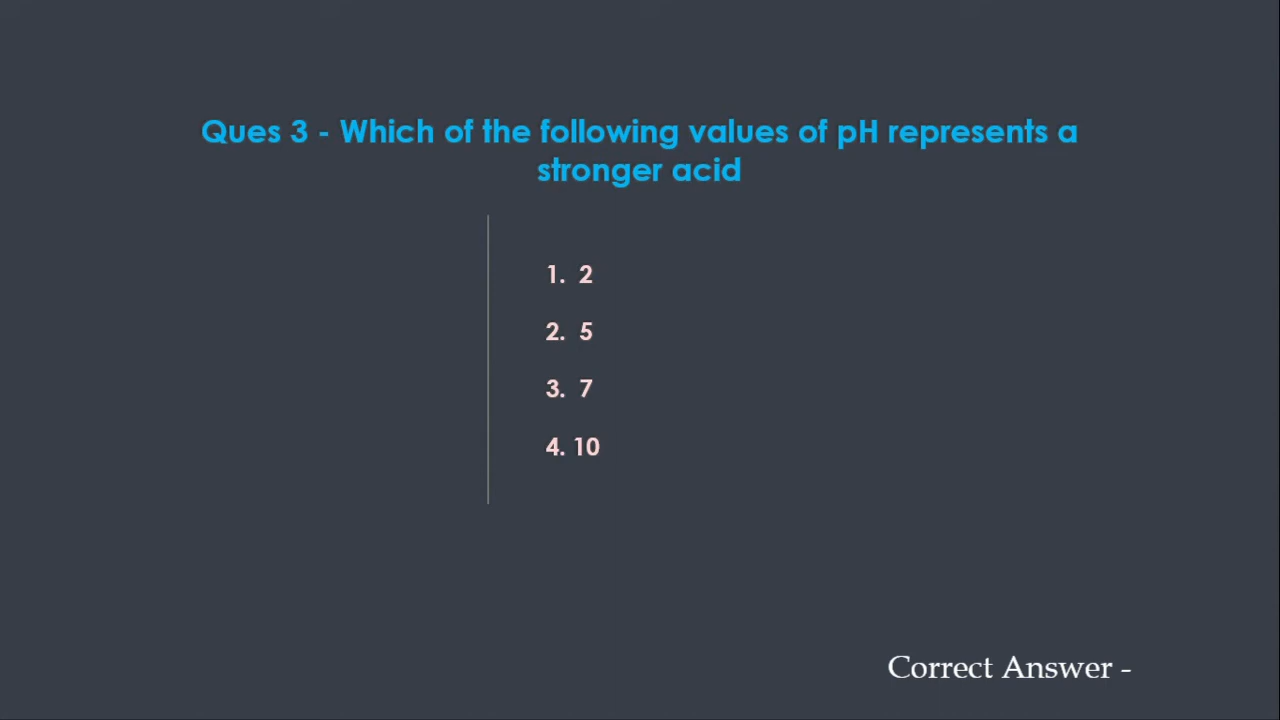 Ques 3 - Which of the following values of pH represents a
stronger acid
1. 2
2. 5
3. 7
4. 10
Correct Answer -